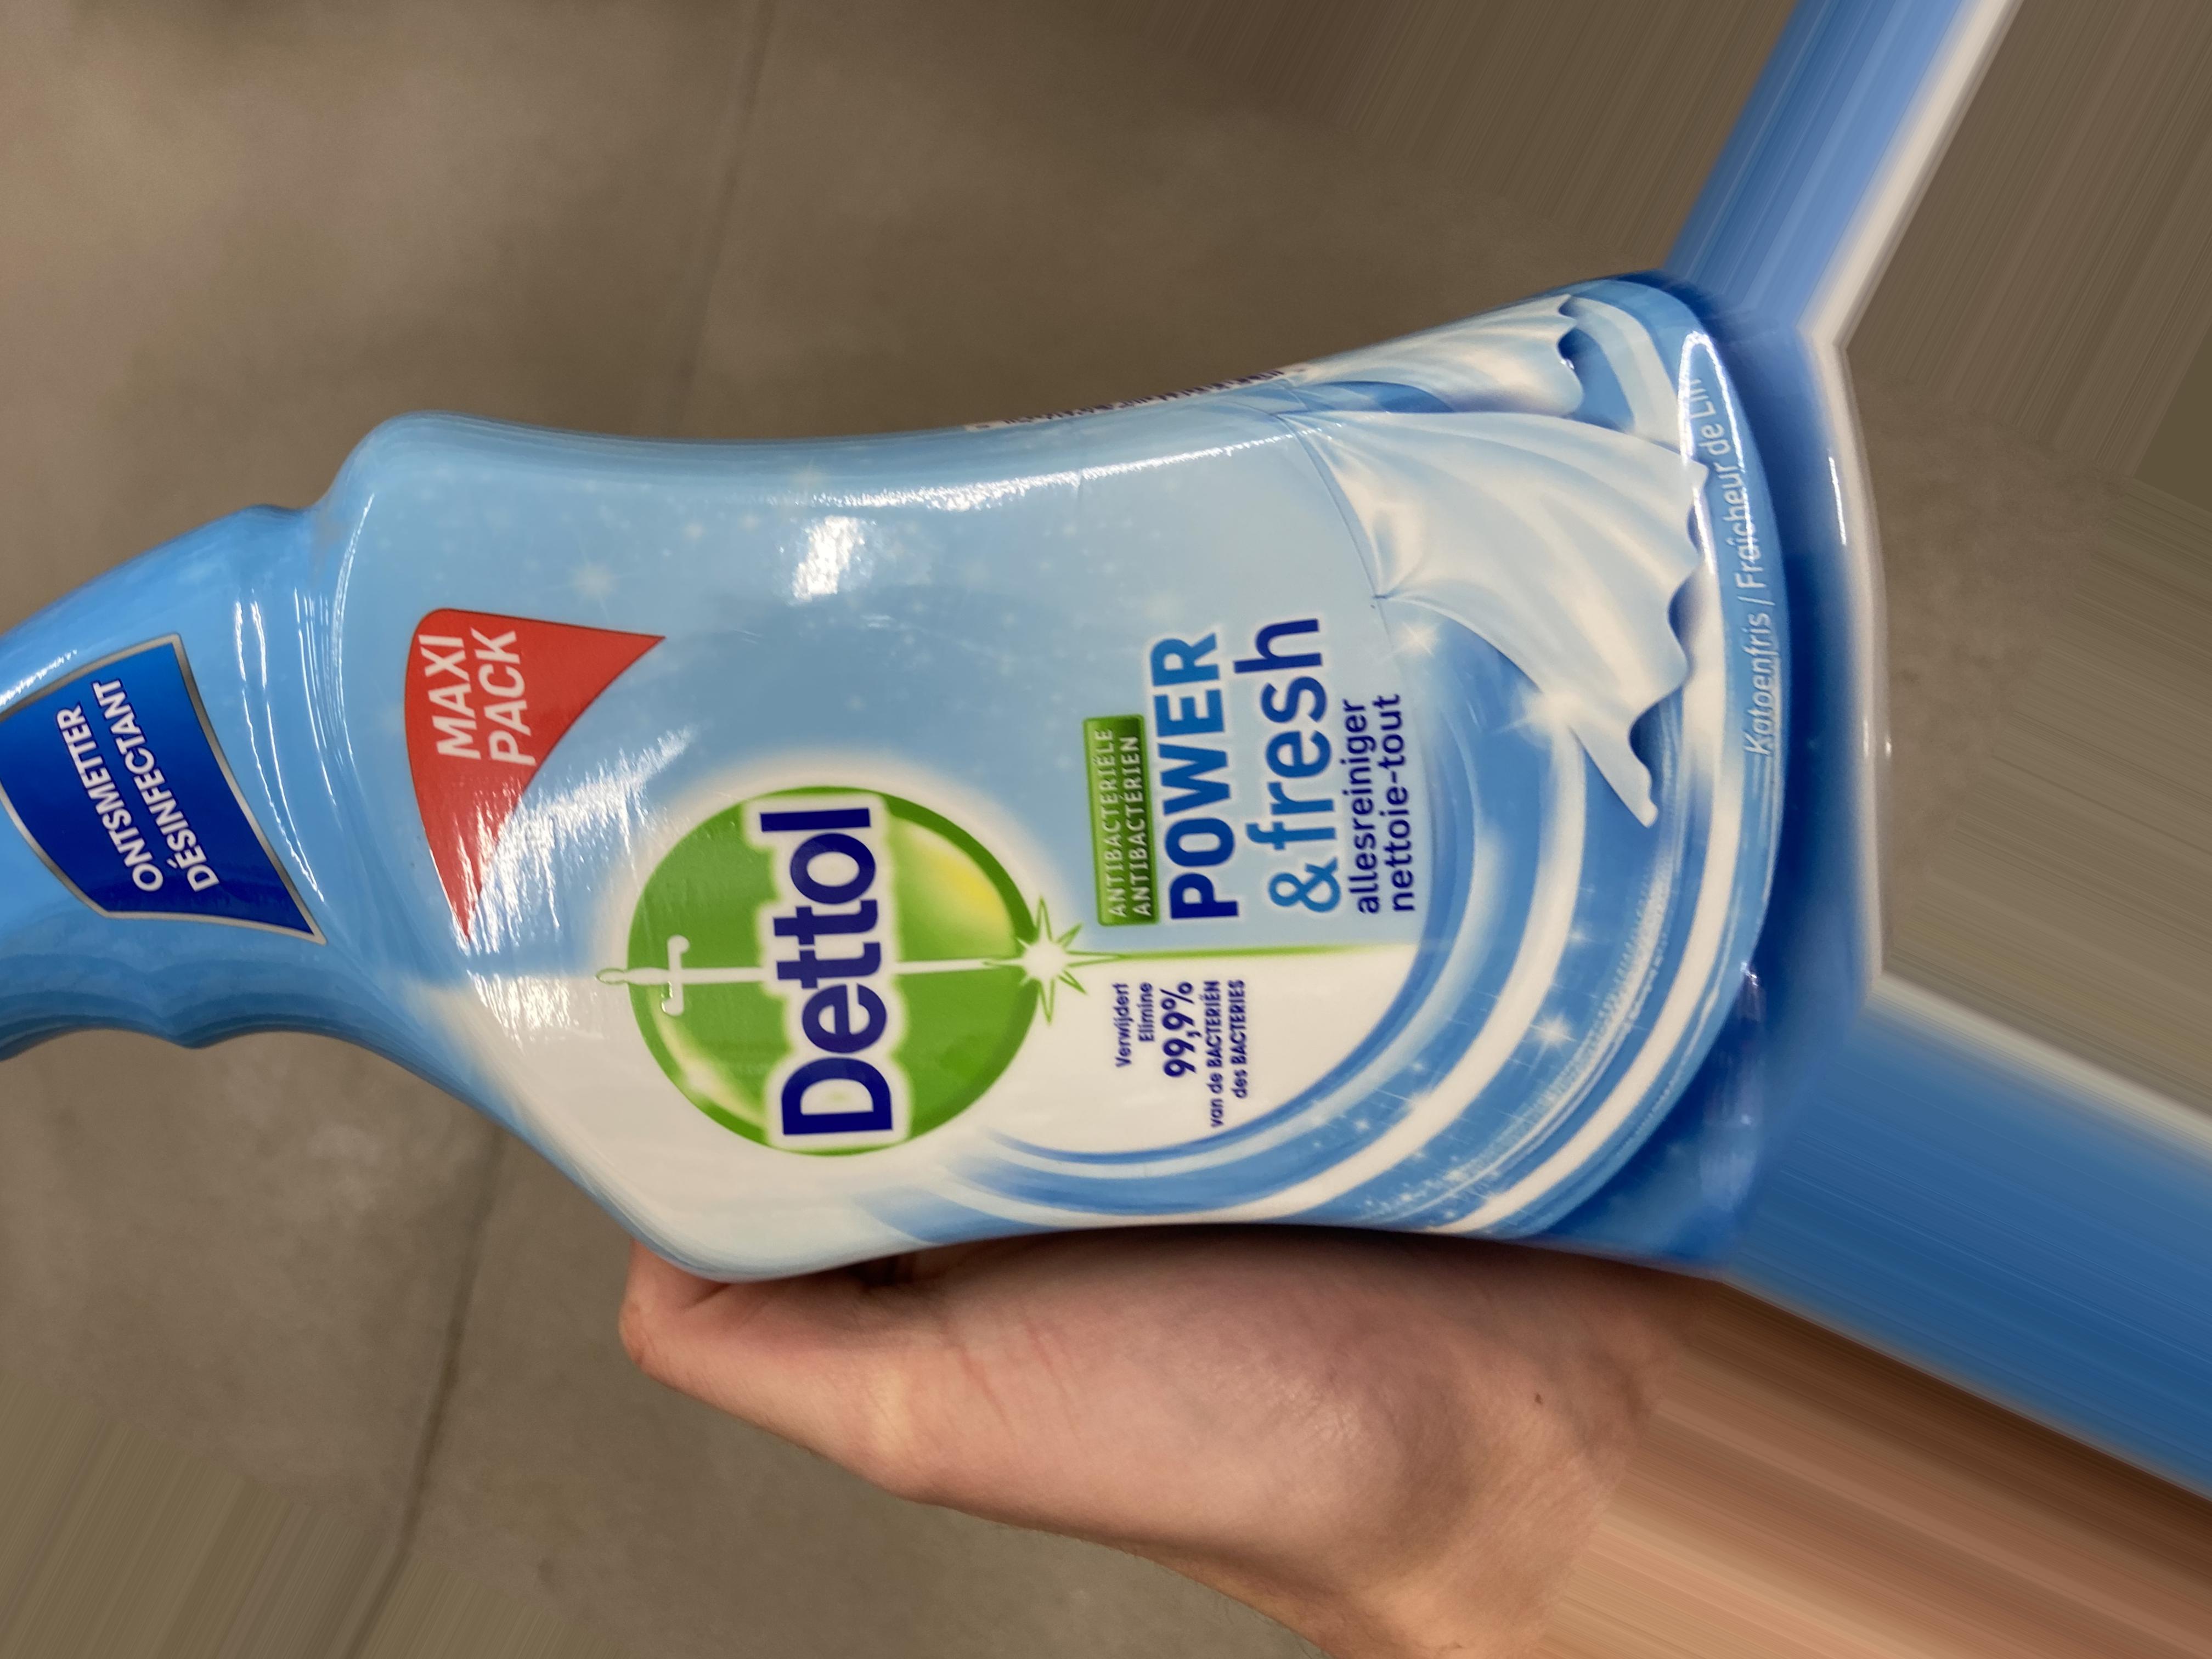 ONTSMETTER
DÉSINFECTANT
MAXI
PACK
Dettol
ANTIBACTERIËLE
ANTIBACTÉRIEN
POWER
& fresh
allesreiniger
nettoie-tout
Verwijdert
Elimine
99,9%
van de BACTERIËN
des BACTERIES
Katoenfris / Fraîcheur de Lin